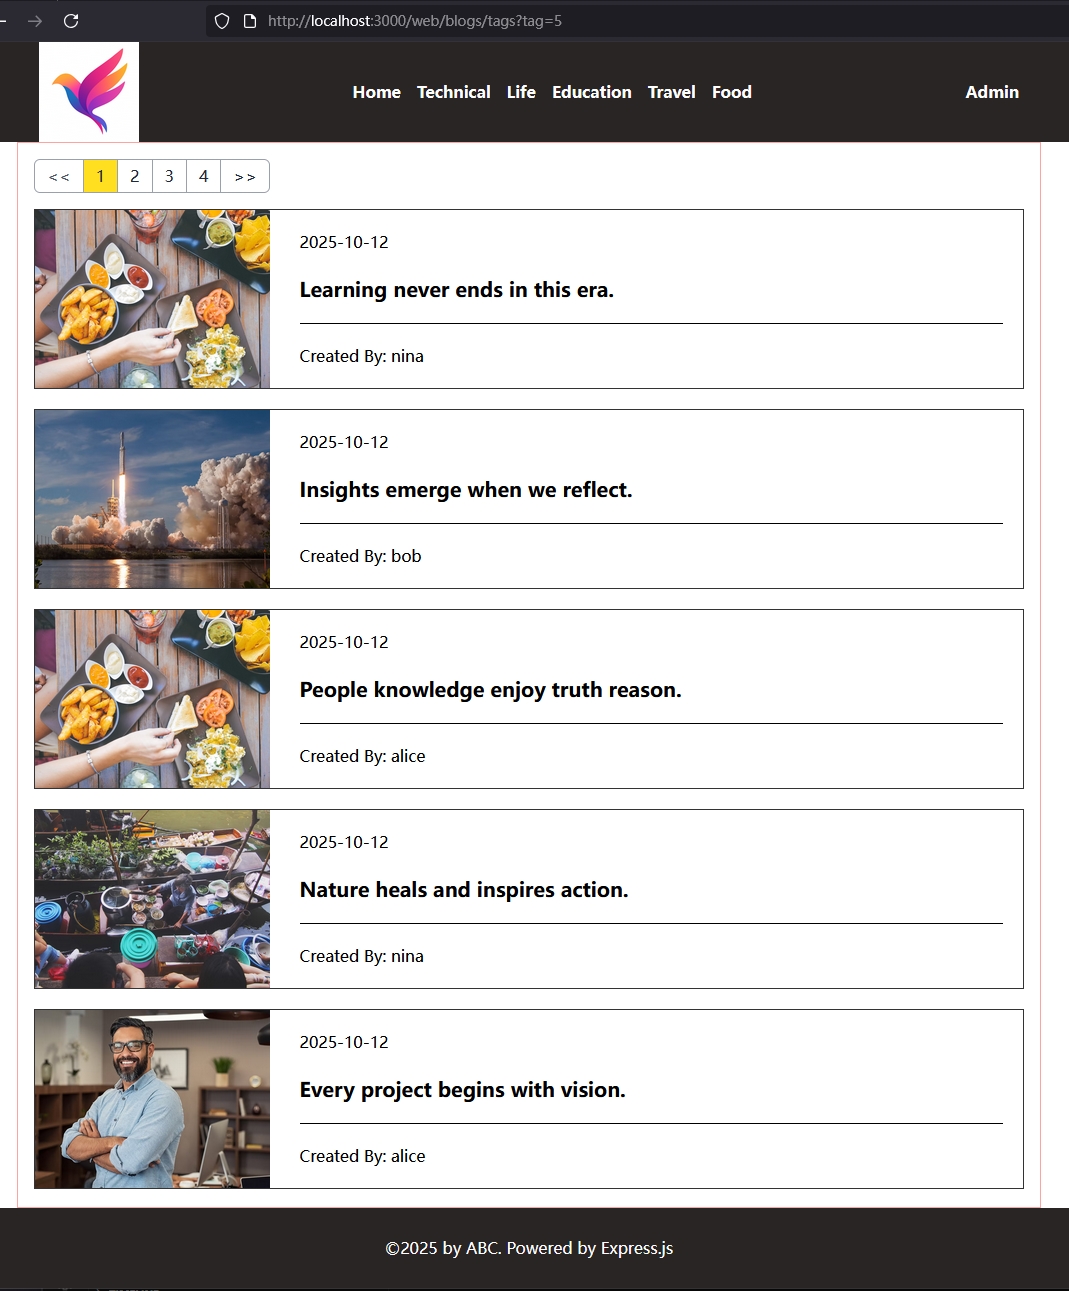 http://localhost:3000/web/blogs/tags?tag=5
Home Technical Life Education Travel Food Admin
<< 1 2 3 4 >>
2025-10-12
Learning never ends in this era.
Created By: nina
2025-10-12
Insights emerge when we reflect.
Created By: bob
2025-10-12
People knowledge enjoy truth reason.
Created By: alice
2025-10-12
Nature heals and inspires action.
Created By: nina
2025-10-12
Every project begins with vision.
Created By: alice
©2025 by ABC. Powered by Express.js